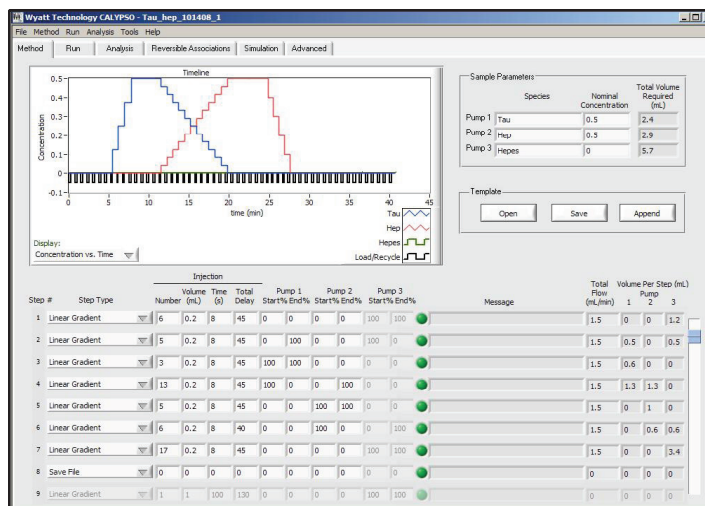 Wyatt Technology CALYPSO - Tau_hep_101408_1
File Method Run Analysis Tools Help
Method Run Analysis Reversible Associations Simulation Advanced
Timeline
Concentration
0.5
0.4
0.3
0.2
0.1
0
-0.1
0 5 10 15 20 25 30 35 40 45
time (min)
Tau
Hep
Hepes
Load/Recycle
Display:
Concentration vs. Time
Sample Parameters
Species Nominal Concentration Total Volume Required (mL)
Pump 1 Tau 0.5 2.4
Pump 2 Hep 0.5 2.9
Pump 3 Hepes 0 5.7
Template
Open Save Append
Injection
Step # Step Type Number Volume (mL) Time (s) Total Delay Pump 1 Start% End% Pump 2 Start% End% Pump 3 Start% End% Message Total Flow (mL/min) Volume Per Step (mL) Pump 1 2 3
1 Linear Gradient 6 0.2 8 45 0 0 0 0 100 100 1.5 0 0 1.2
2 Linear Gradient 5 0.2 8 45 0 100 0 0 100 0 1.5 0.5 0 0.5
3 Linear Gradient 3 0.2 8 45 100 100 0 0 0 0 1.5 0.6 0 0
4 Linear Gradient 13 0.2 8 45 100 0 0 100 0 0 1.5 1.3 1.3 0
5 Linear Gradient 5 0.2 8 45 0 0 100 100 0 0 1.5 0 1 0
6 Linear Gradient 6 0.2 8 40 0 0 100 0 0 100 1.5 0 0.6 0.6
7 Linear Gradient 17 0.2 8 45 0 0 0 0 100 100 1.5 0 0 3.4
8 Save File 0 0 0 0 0 0 0 0 0 0 0 0 0 0
9 Linear Gradient 1 1 100 130 0 0 0 0 100 100 0 0 0 0